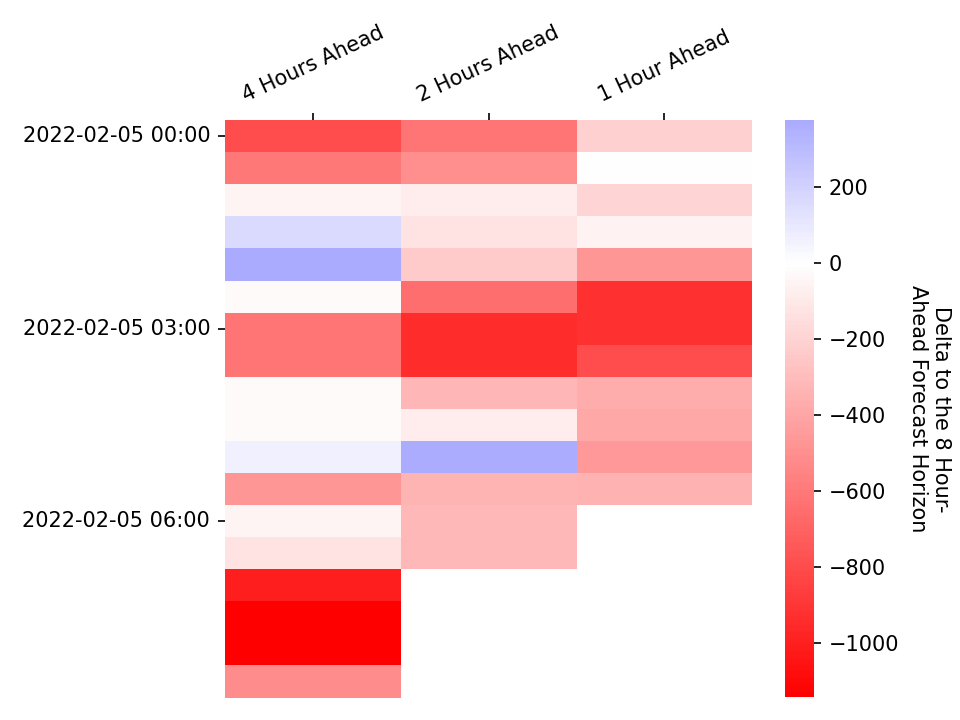 4 Hours Ahead
2 Hours Ahead
1 Hour Ahead
2022-02-05 00:00
2022-02-05 03:00
2022-02-05 06:00
200
0
−200
−400
−600
−800
−1000
Delta to the 8 Hour-
Ahead Forecast Horizon